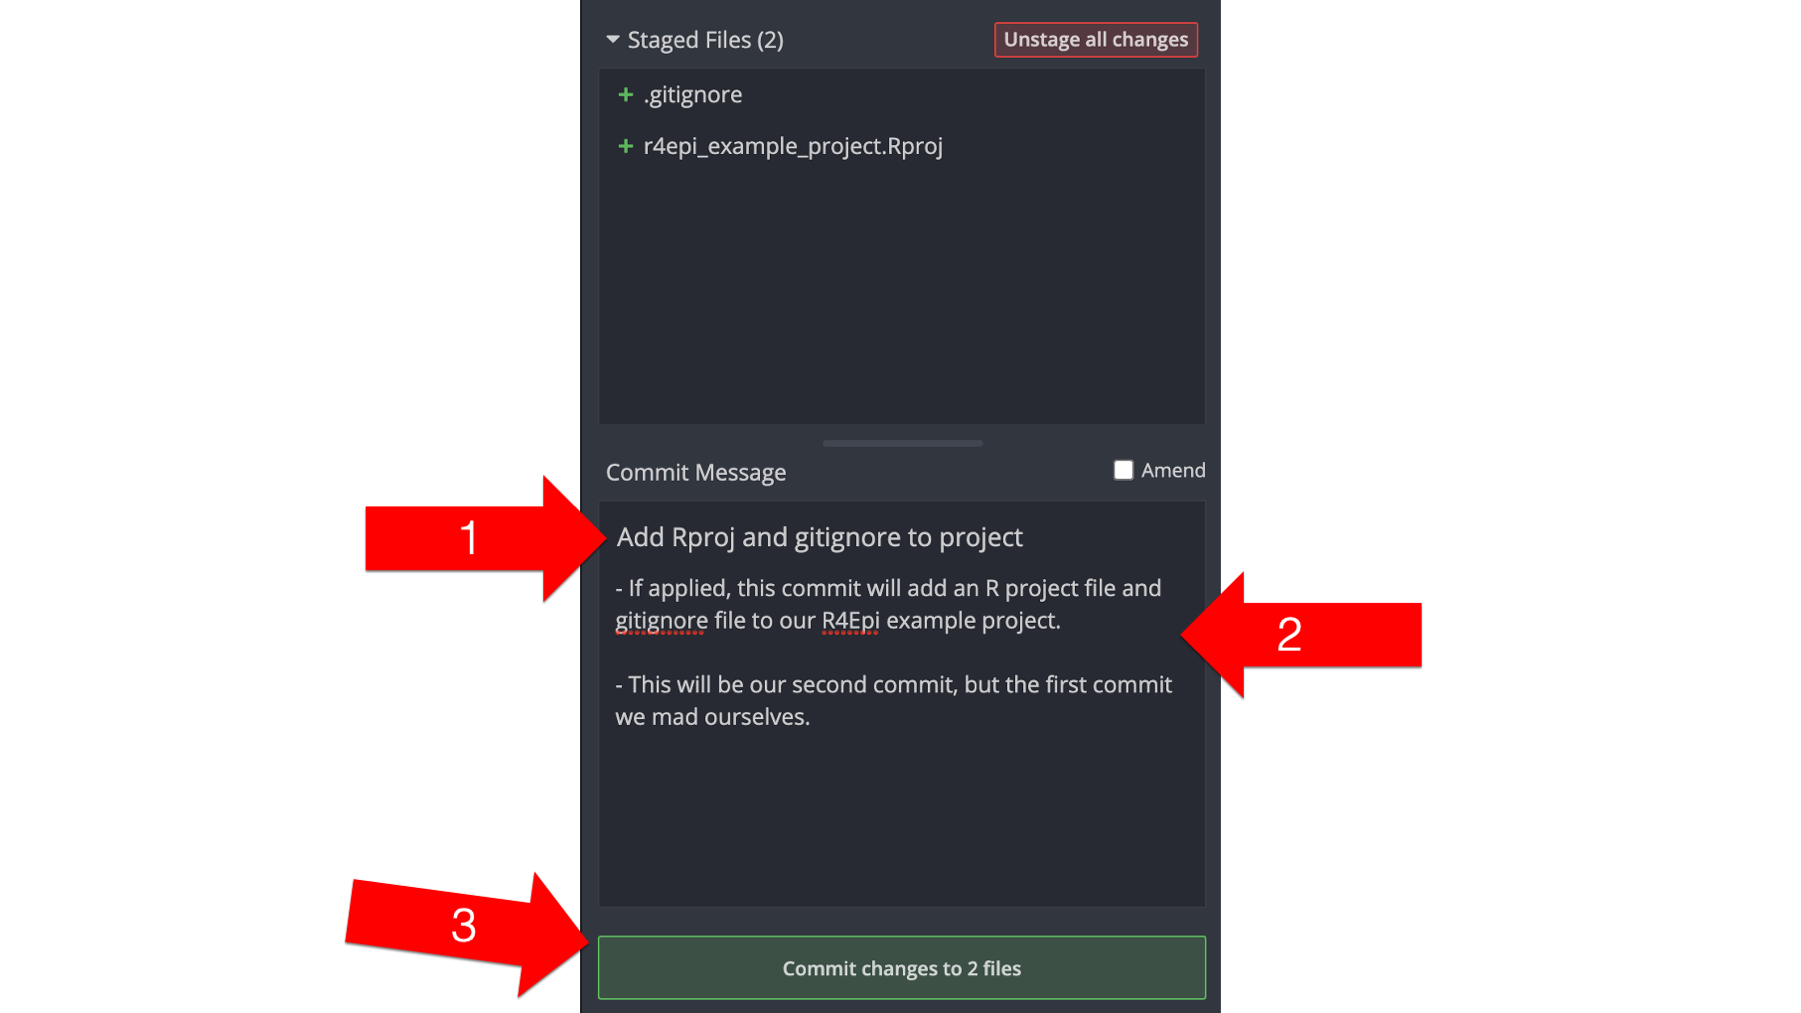 Staged Files (2)
Unstage all changes
+ .gitignore
+ r4epi_example_project.Rproj
Commit Message
Amend
1
Add Rproj and gitignore to project
- If applied, this commit will add an R project file and
gitignore file to our R4Epi example project.
2
- This will be our second commit, but the first commit
we mad ourselves.
3
Commit changes to 2 files